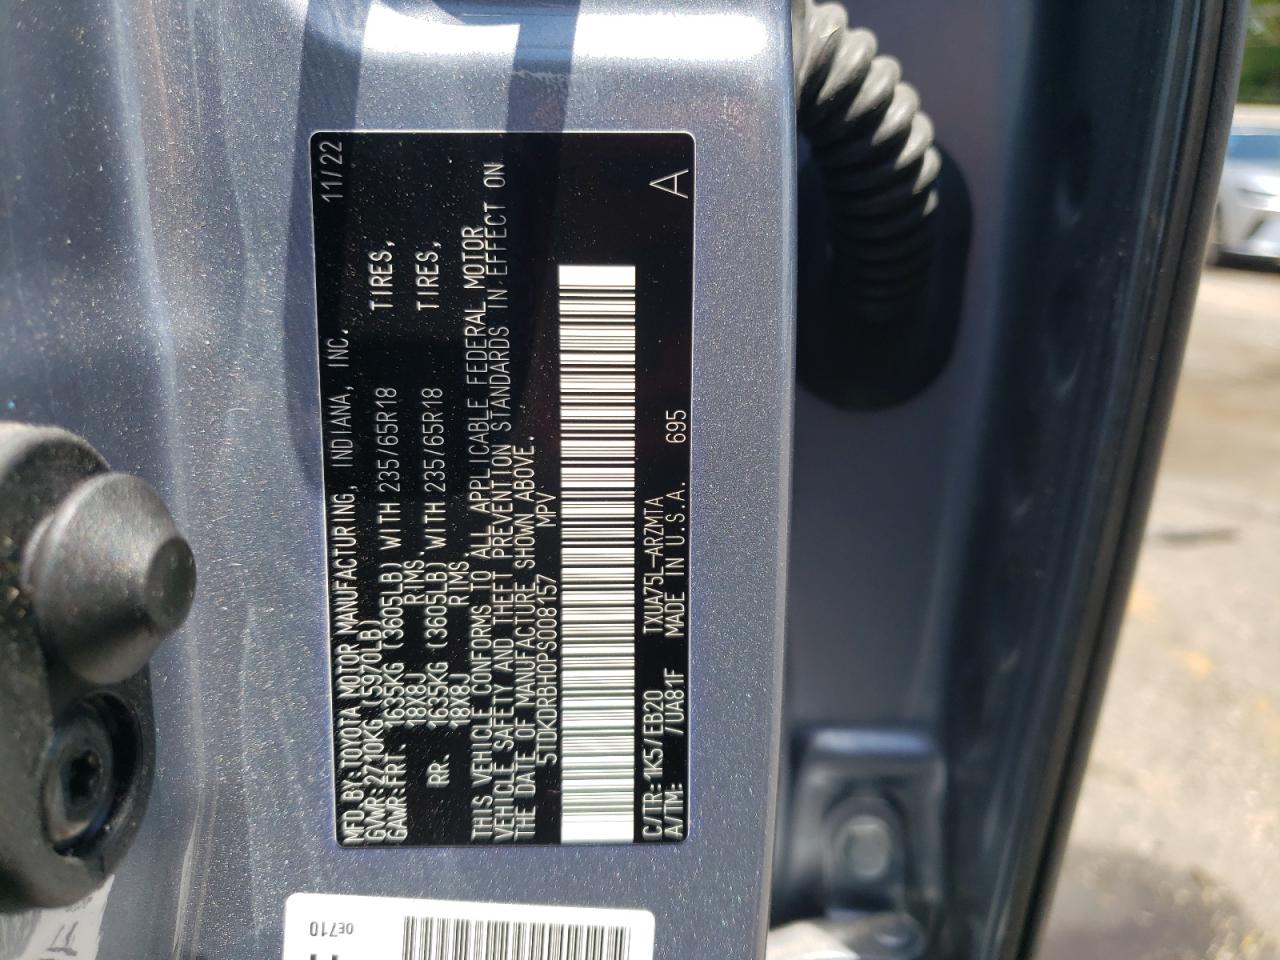 MFD BY: TOYOTA MOTOR MANUFACTURING, INDIANA, INC. 11/22
GVWR: 2710KG (5970LB)
GAWR: FRT. 1635KG (3605LB) WITH 235/65R18 TIRES,
18X8J RIMS.
RR. 1635KG (3605LB) WITH 235/65R18 TIRES,
18X8J RIMS.
THIS VEHICLE CONFORMS TO ALL APPLICABLE FEDERAL MOTOR
VEHICLE SAFETY AND THEFT PREVENTION STANDARDS IN EFFECT ON
THE DATE OF MANUFACTURE SHOWN ABOVE.
5TDKDRBH0PS008157 MPV
C/TR: 1K5/EB20 TXUA75L-ARZMTA 695 A
A/TM: /UA81F MADE IN U.S.A.
0E710